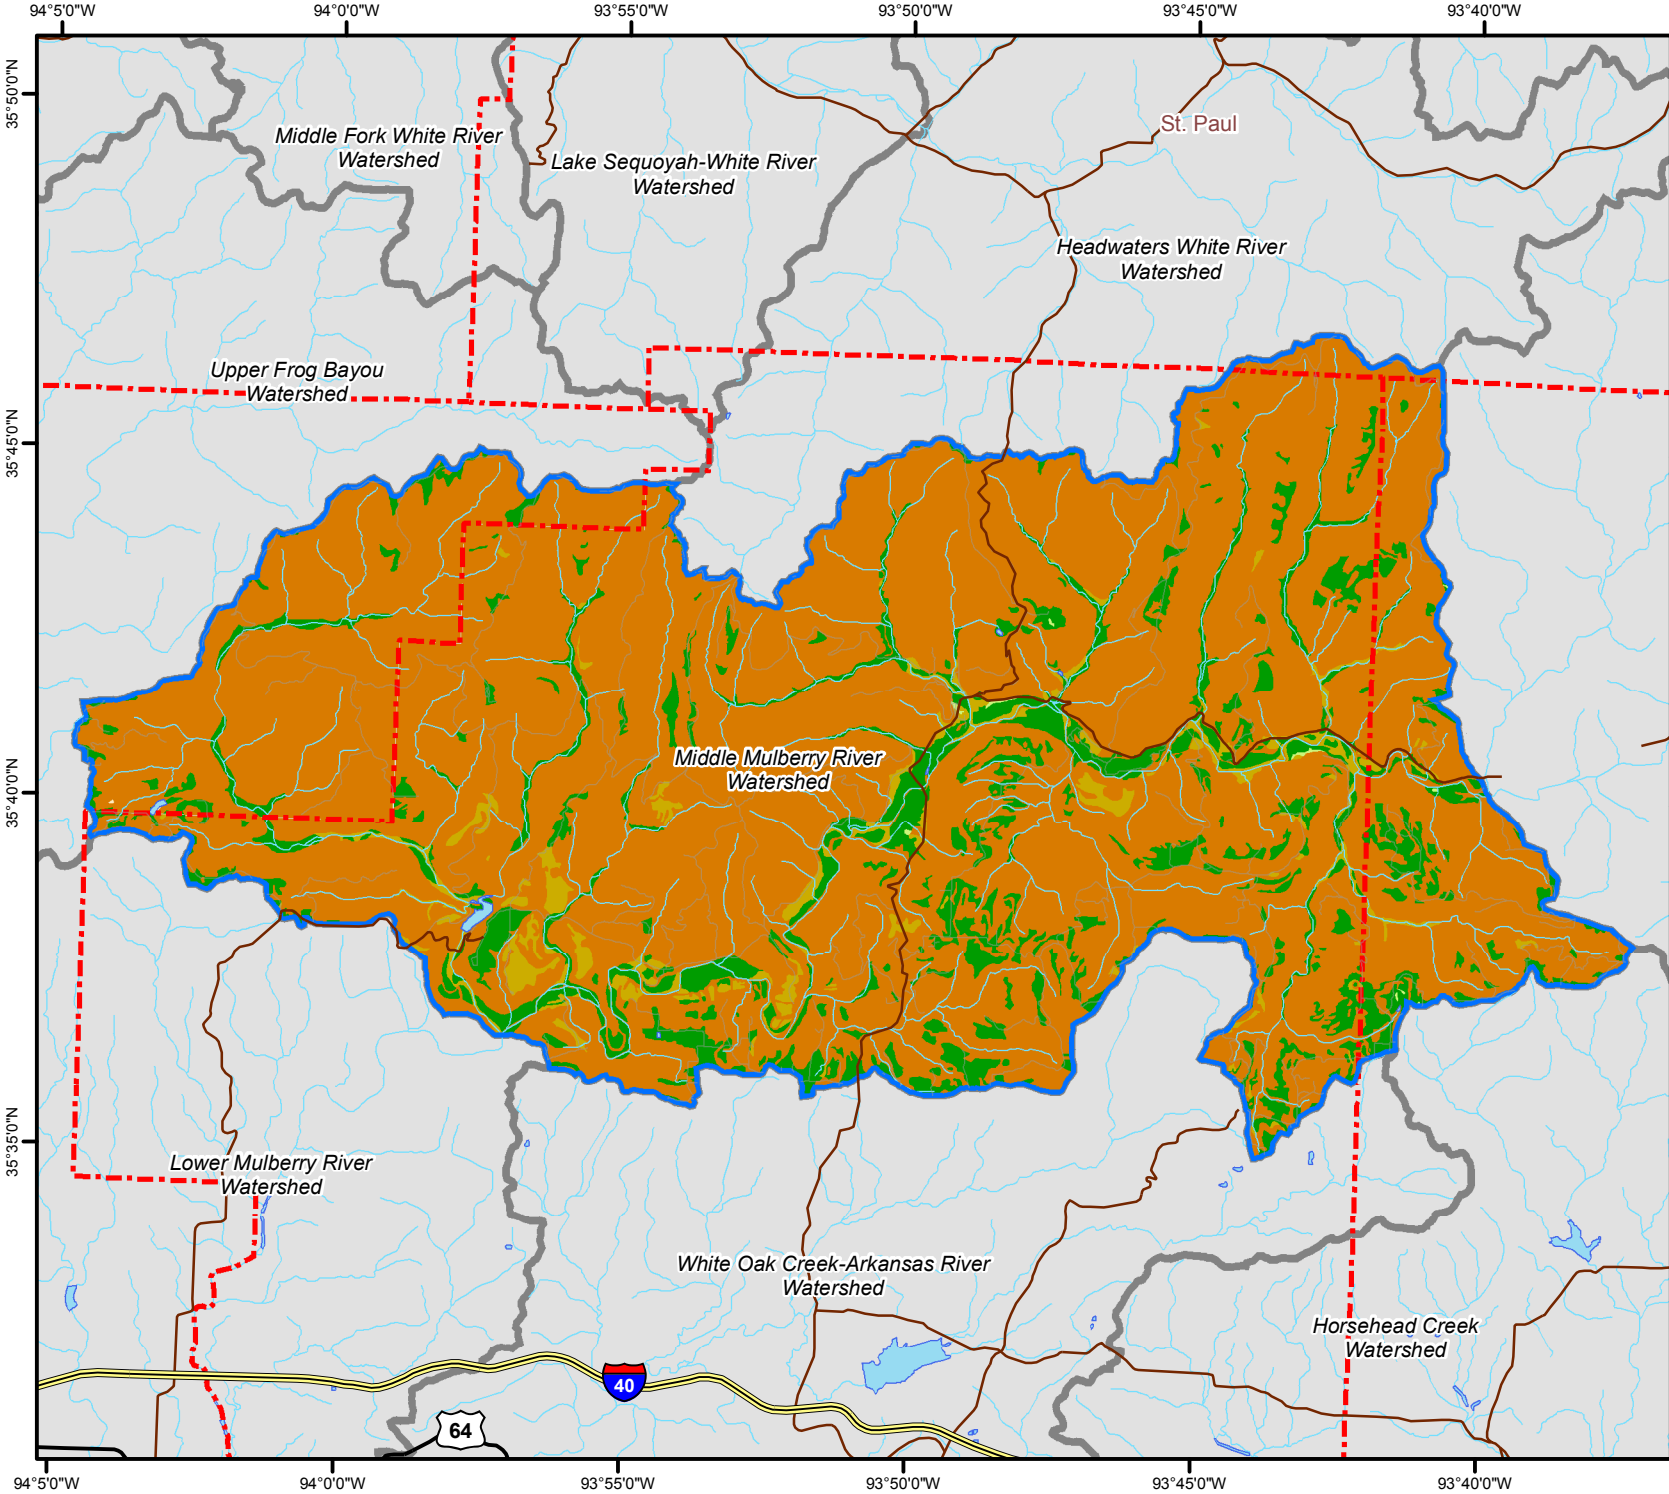 94°5'0"W
94°0'0"W
93°55'0"W
93°50'0"W
93°45'0"W
93°40'0"W
35°50'0"N
Middle Fork White River
Watershed
Lake Sequoyah-White River
Watershed
St. Paul
Headwaters White River
Watershed
Upper Frog Bayou
Watershed
35°45'0"N
Middle Mulberry River
Watershed
35°40'0"N
35°35'0"N
Lower Mulberry River
Watershed
White Oak Creek-Arkansas River
Watershed
Horsehead Creek
Watershed
40
64
94°5'0"W
94°0'0"W
93°55'0"W
93°50'0"W
93°45'0"W
93°40'0"W